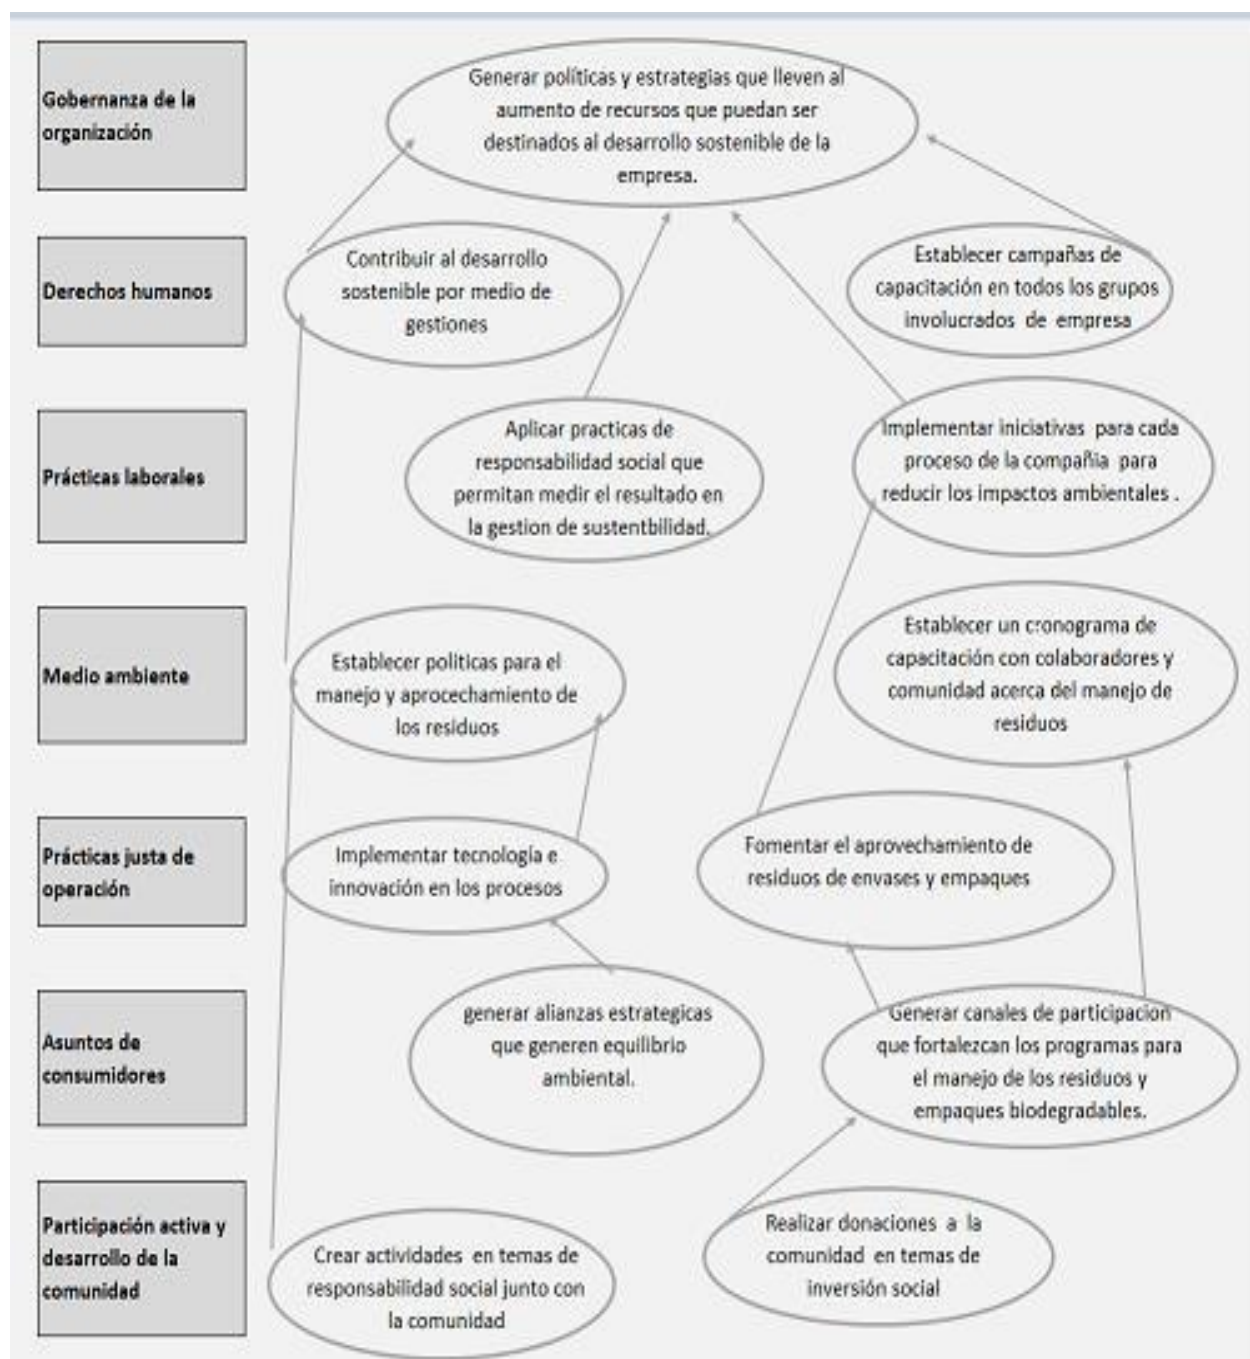 Gobernanza de la
organización
Generar políticas y estrategias que lleven al
aumento de recursos que puedan ser
destinados al desarrollo sostenible de la
empresa.
Derechos humanos
Contribuir al desarrollo
sostenible por medio de
gestiones
Establecer campañas de
capacitación en todos los grupos
involucrados de empresa
Prácticas laborales
Aplicar practicas de
responsabilidad social que
permitan medir el resultado en
la gestion de sustentbilidad.
Implementar iniciativas para cada
proceso de la compañia para
reducir los impactos ambientales .
Medio ambiente
Establecer politicas para el
manejo y aprocechamiento de
los residuos
Establecer un cronograma de
capacitación con colaboradores y
comunidad acerca del manejo de
residuos
Prácticas justa de
operación
Implementar tecnología e
innovación en los procesos
Fomentar el aprovechamiento de
residuos de envases y empaques
Asuntos de
consumidores
generar alianzas estrategicas
que generen equilibrio
ambiental.
Generar canales de participacion
que fortalezcan los programas para
el manejo de los residuos y
empaques biodegradables.
Participación activa y
desarrollo de la
comunidad
Crear actividades en temas de
responsabilidad social junto con
la comunidad
Realizar donaciones a la
comunidad en temas de
inversión social